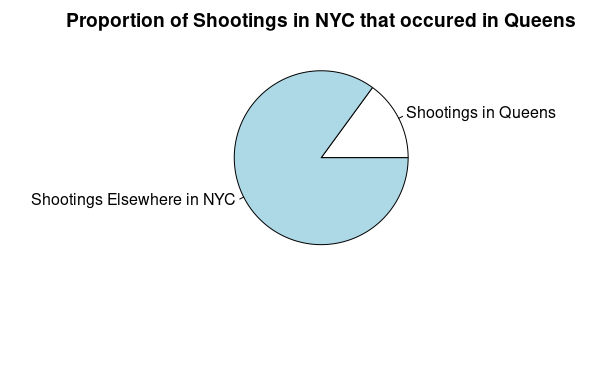 Proportion of Shootings in NYC that occured in Queens
Shootings in Queens
Shootings Elsewhere in NYC